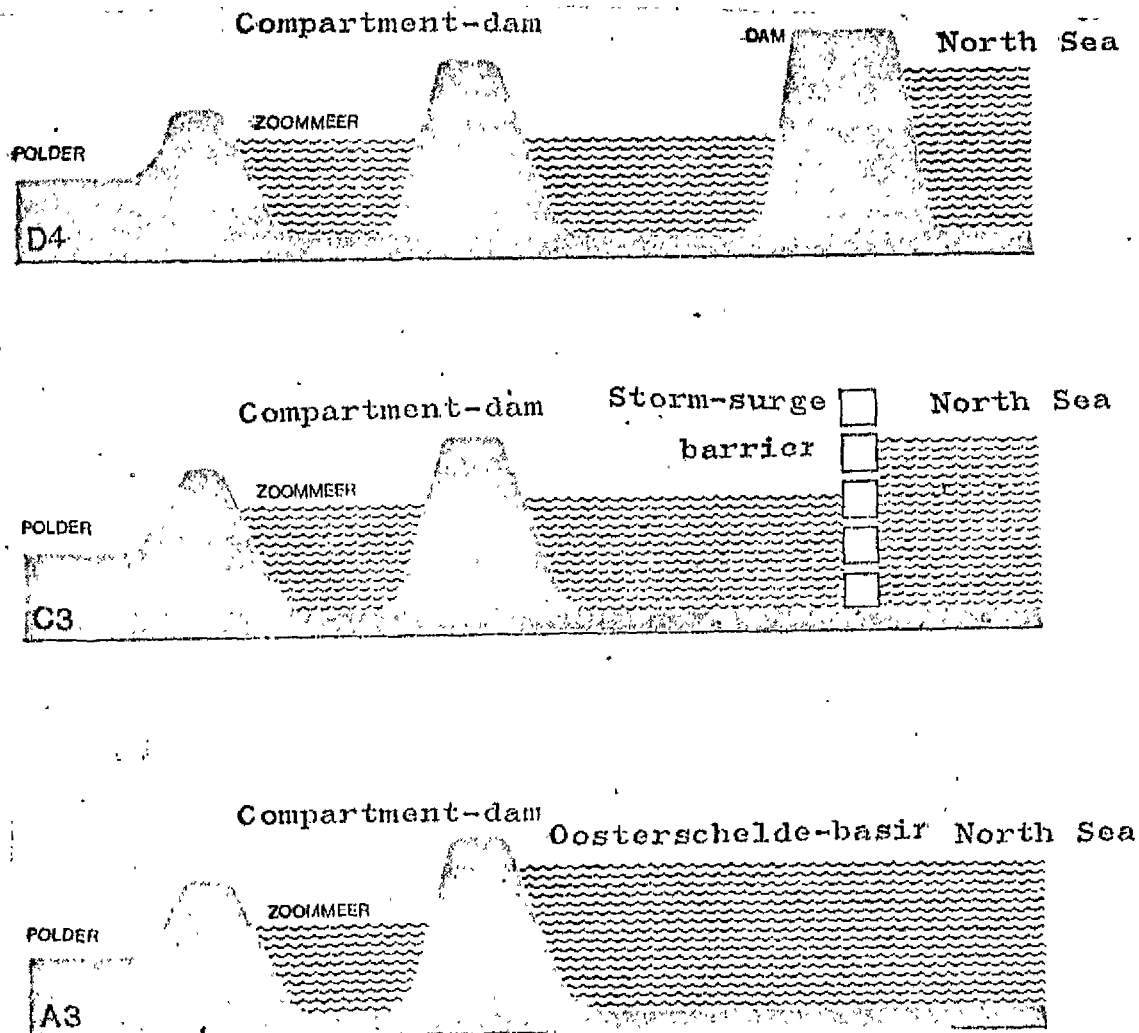 Compartment-dam
DAM North Sea
ZOOMMEER
POLDER
D4
Compartment-dam Storm-surge North Sea
barrier
ZOOMMEER
POLDER
C3
Compartment-dam
Oosterschelde-basin North Sea
ZOOMMEER
POLDER
A3